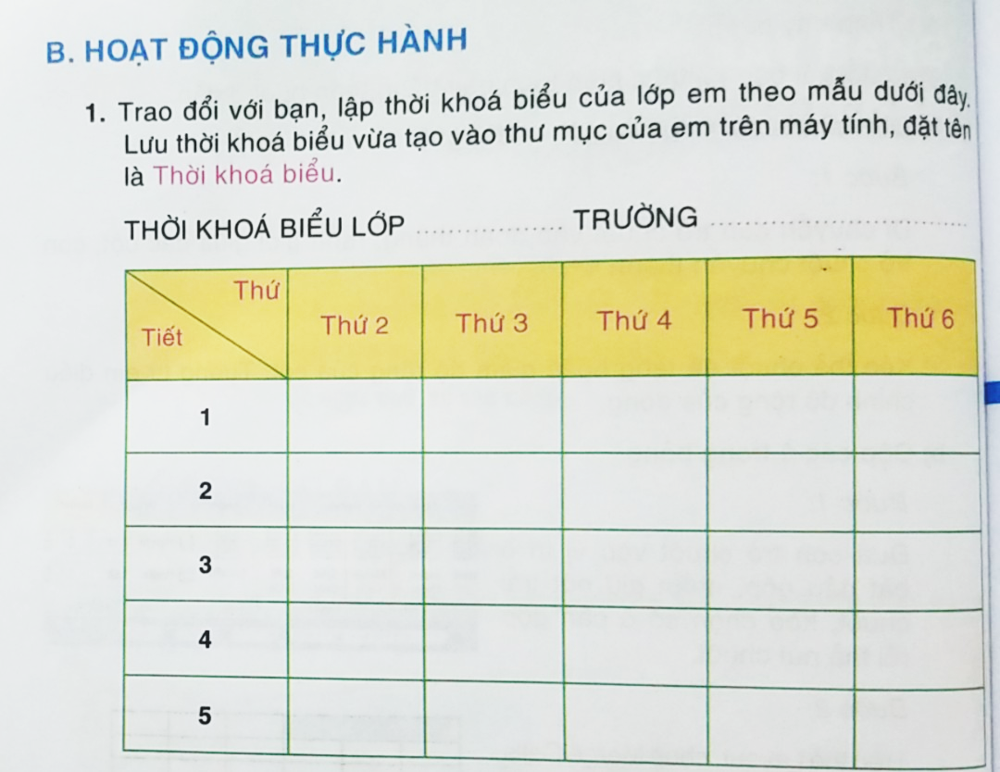 B. HOẠT ĐỘNG THỰC HÀNH
1. Trao đổi với bạn, lập thời khoá biểu của lớp em theo mẫu dưới đây.
Lưu thời khoá biểu vừa tạo vào thư mục của em trên máy tính, đặt tên
là Thời khoá biểu.
THỜI KHOÁ BIỂU LỚP ................ TRƯỜNG ............................
Thứ
Tiết
Thứ 2 Thứ 3 Thứ 4 Thứ 5 Thứ 6
1
2
3
4
5